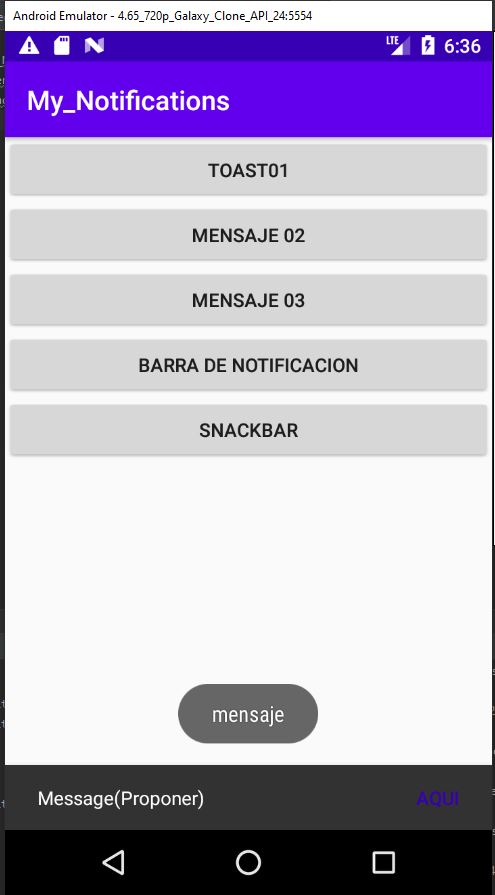 Android Emulator - 4.65_720p_Galaxy_Clone_API_24:5554
LTE 6:36
My_Notifications
TOAST01
MENSAJE 02
MENSAJE 03
BARRA DE NOTIFICACION
SNACKBAR
mensaje
Message(Proponer) AQUI